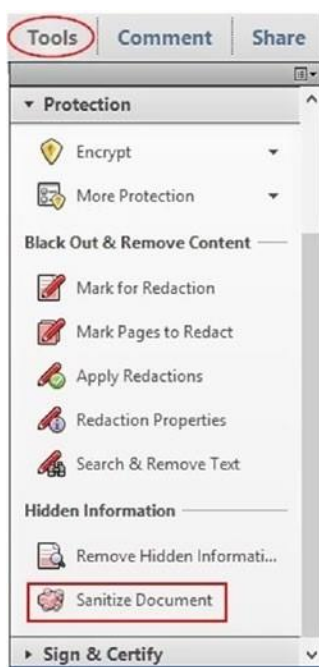 Tools Comment Share
Protection
Encrypt
More Protection
Black Out & Remove Content
Mark for Redaction
Mark Pages to Redact
Apply Redactions
Redaction Properties
Search & Remove Text
Hidden Information
Remove Hidden Informati...
Sanitize Document
Sign & Certify